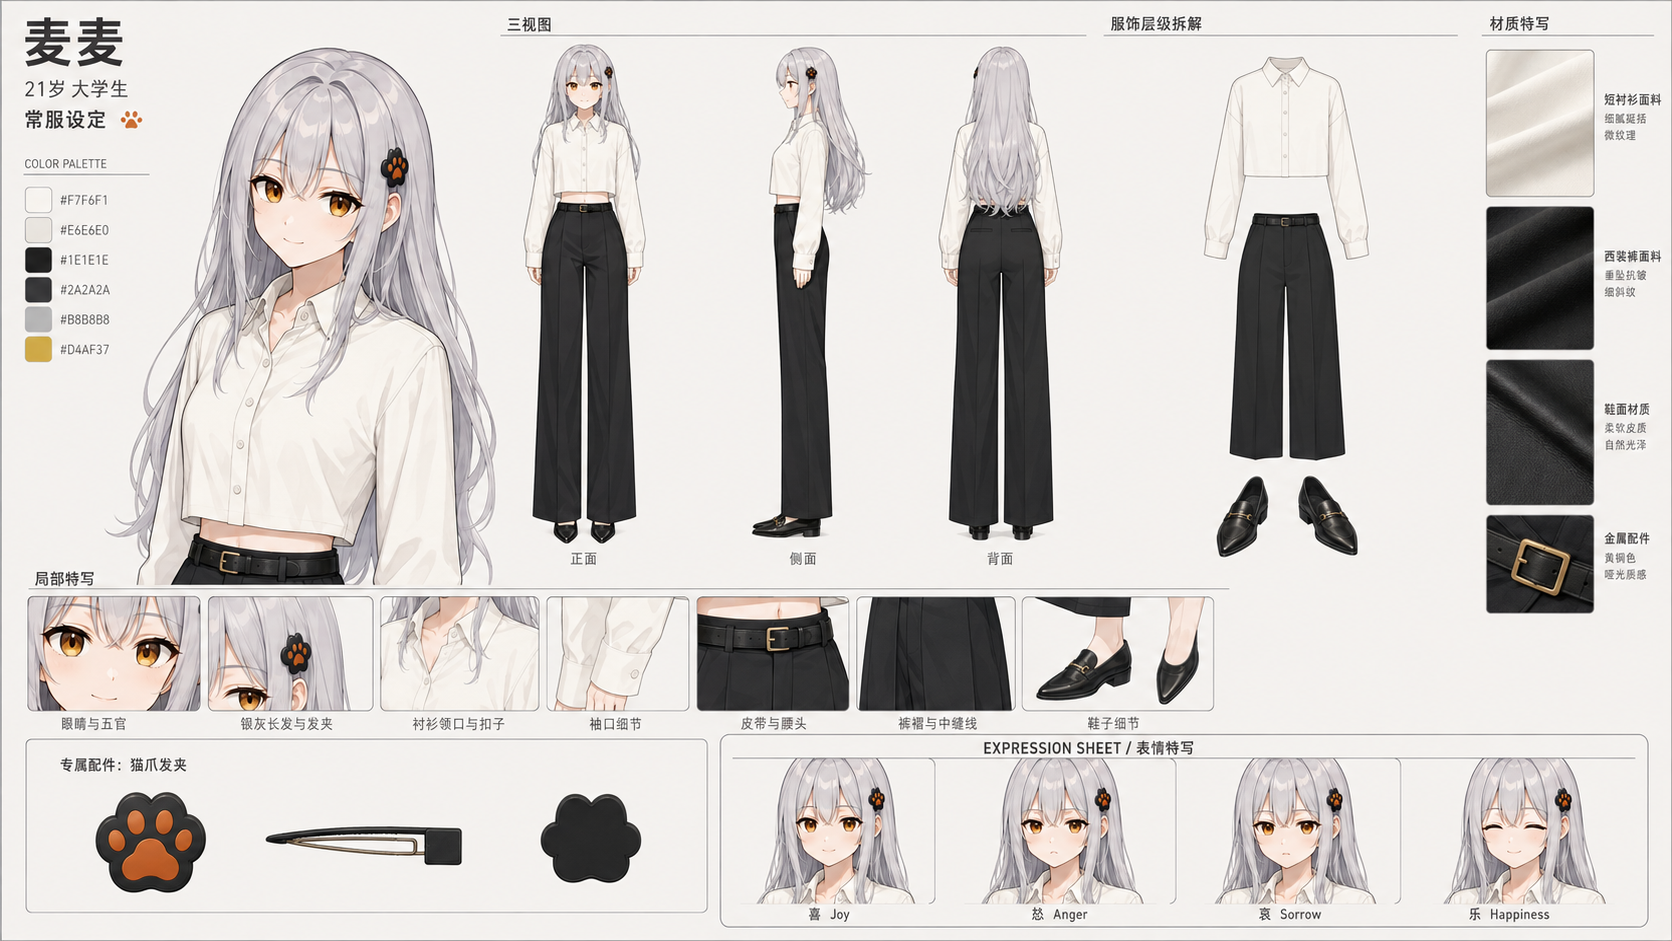 麦麦
21岁 大学生
常服设定
COLOR PALETTE
#F7F6F1
#E6E6E0
#1E1E1E
#2A2A2A
#B8B8B8
#D4AF37
三视图
正面
侧面
背面
服饰层级拆解
材质特写
短衬衫面料
细腻挺括
微纹理
西装裤面料
垂坠抗皱
细斜纹
鞋面材质
柔软皮质
自然光泽
金属配件
黄铜色
哑光质感
局部特写
眼睛与五官
银灰长发与发夹
衬衫领口与扣子
袖口细节
皮带与腰头
裤褶与中缝线
鞋子细节
专属配件：猫爪发夹
EXPRESSION SHEET / 表情特写
喜 Joy
Anger
哀 Sorrow
乐 Happiness